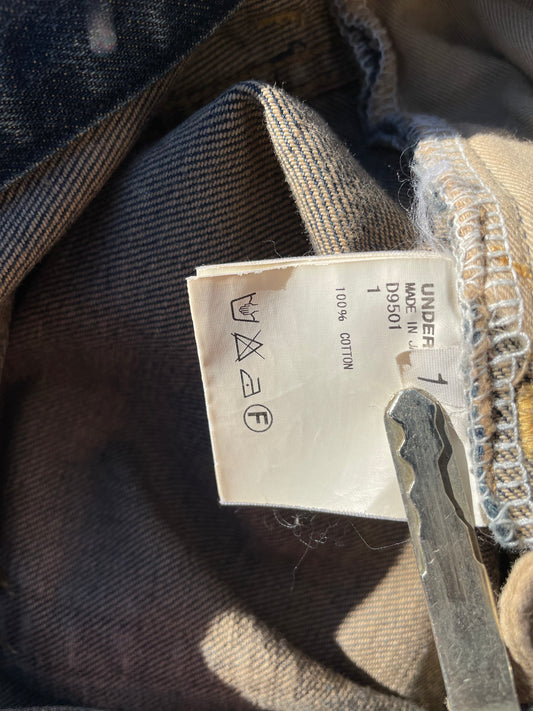 UNDER
MADE IN J
D9501
1
100% COTTON
F
1